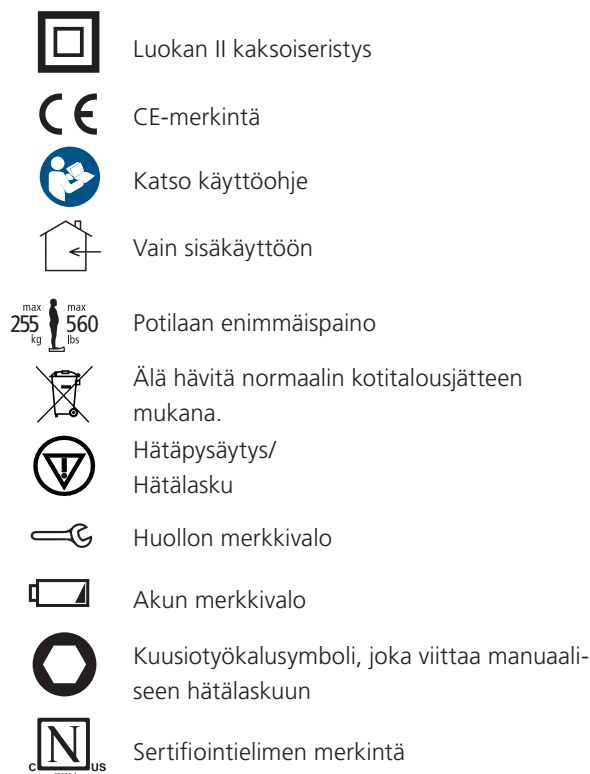 Luokan II kaksoiseristys
CE CE-merkintä
Katso käyttöohje
Vain sisäkäyttöön
max max
255 560 Potilaan enimmäispaino
kg lbs
Älä hävitä normaalin kotitalousjätteen
mukana.
Hätäpysäytys/
Hätälasku
Huollon merkkivalo
Akun merkkivalo
Kuusiotyökalusymboli, joka viittaa manuaali-
seen hätälaskuun
N Sertifiointielimen merkintä
C US